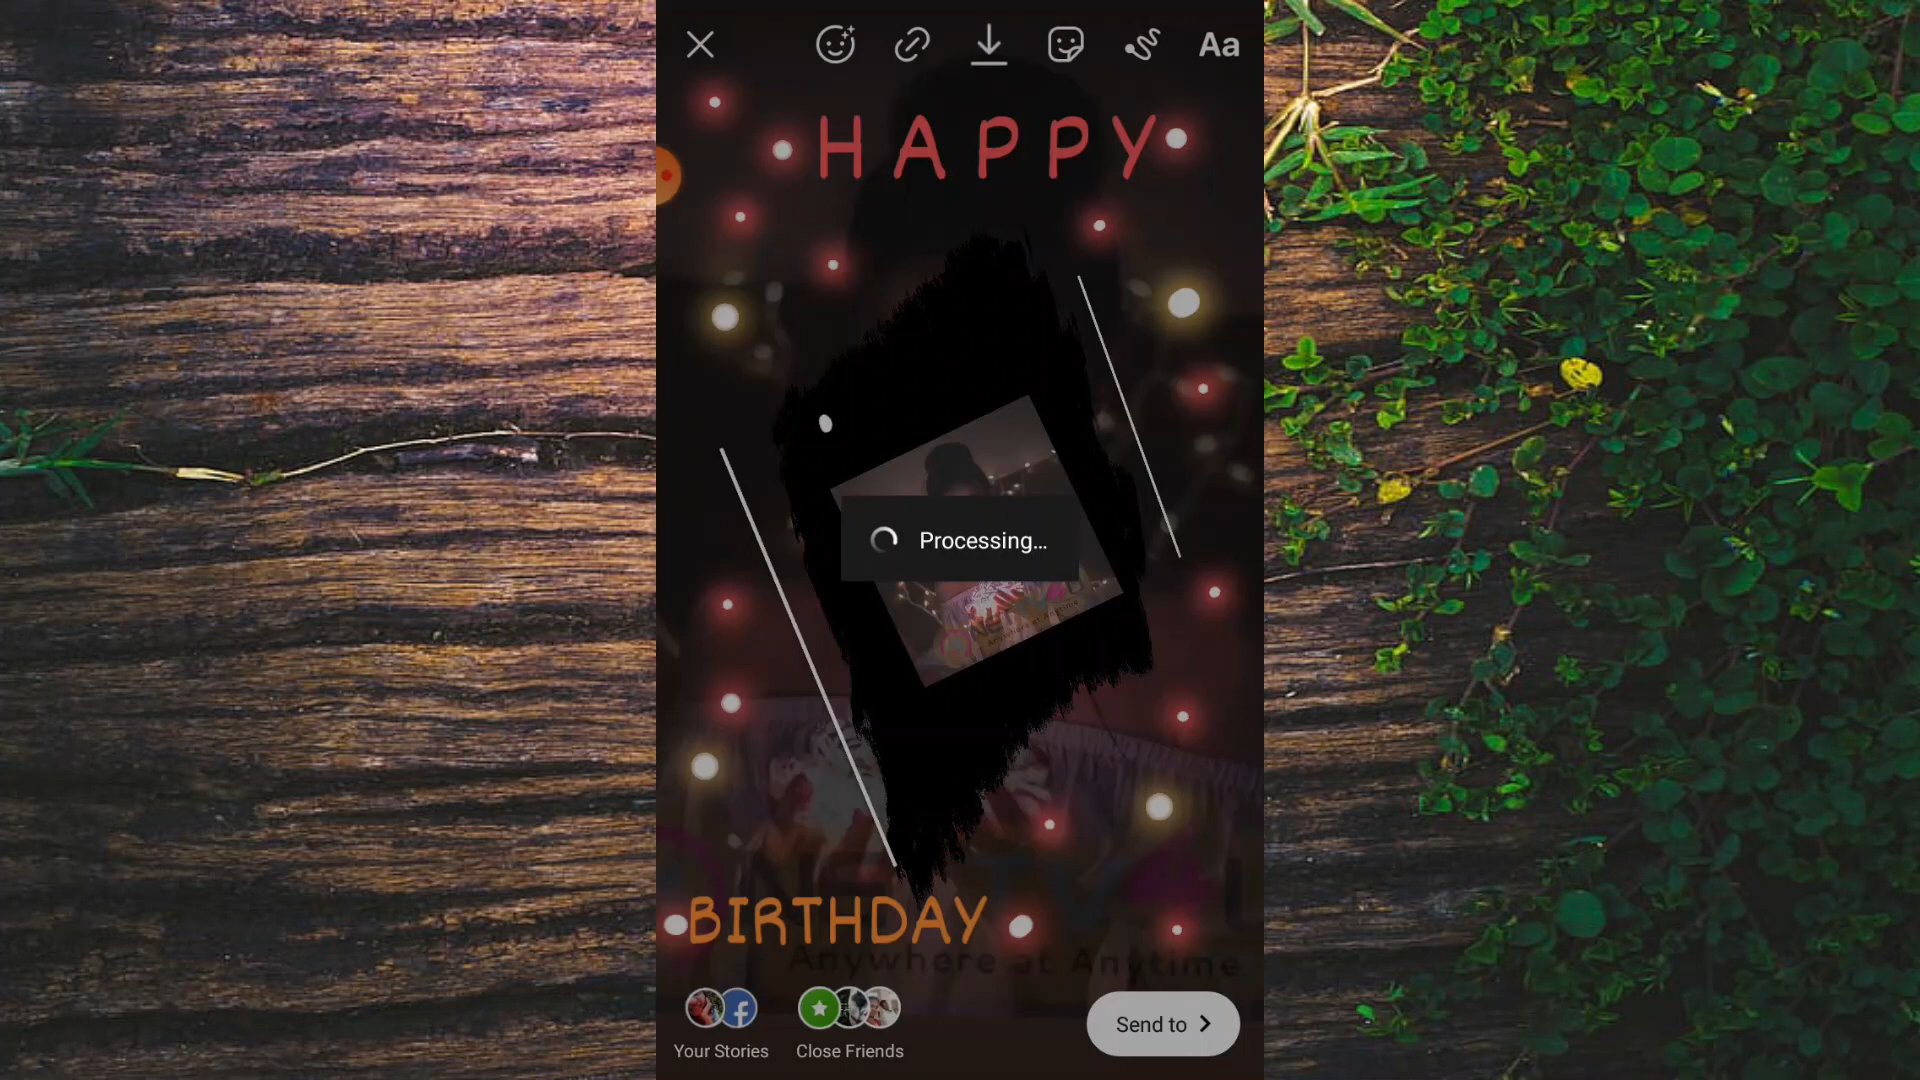 Aa
HAPPY
Processing...
BIRTHDAY
Anywhere at Anytime
Your Stories
Close Friends
Send to